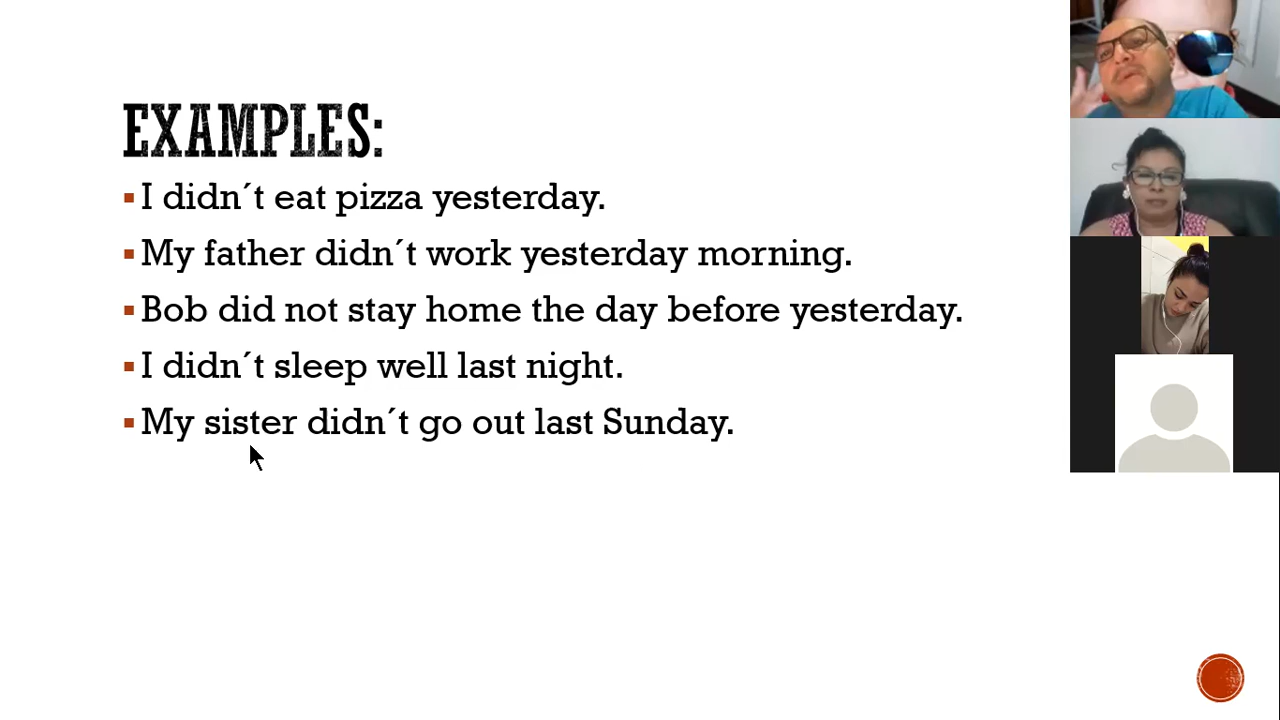 EXAMPLES:
I didn´t eat pizza yesterday.
My father didn´t work yesterday morning.
Bob did not stay home the day before yesterday.
I didn´t sleep well last night.
My sister didn´t go out last Sunday.